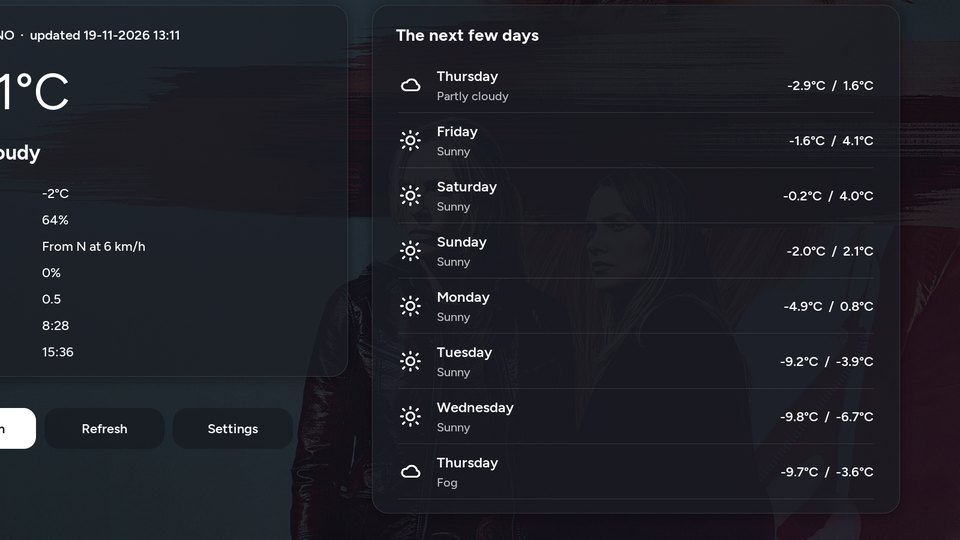 NO · updated 19-11-2026 13:11
1°C
oudy
-2°C
64%
From N at 6 km/h
0%
0.5
8:28
15:36
Refresh
Settings
The next few days
Thursday
Partly cloudy
-2.9°C / 1.6°C
Friday
Sunny
-1.6°C / 4.1°C
Saturday
Sunny
-0.2°C / 4.0°C
Sunday
Sunny
-2.0°C / 2.1°C
Monday
Sunny
-4.9°C / 0.8°C
Tuesday
Sunny
-9.2°C / -3.9°C
Wednesday
Sunny
-9.8°C / -6.7°C
Thursday
Fog
-9.7°C / -3.6°C